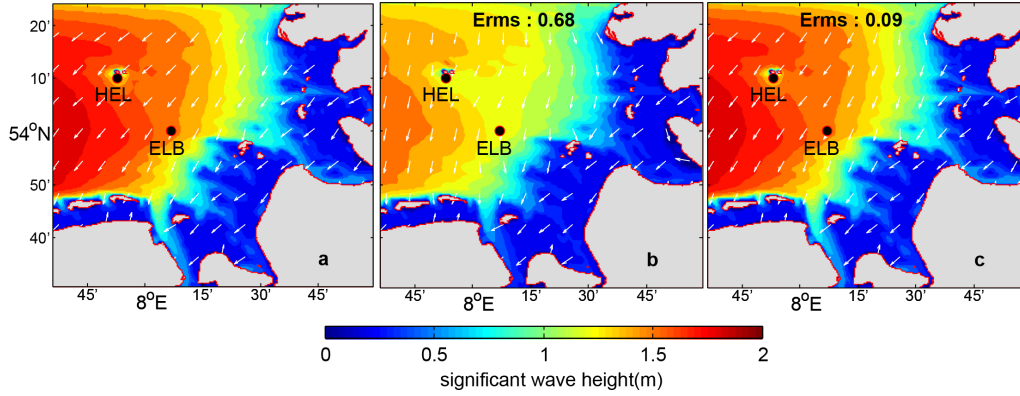 Erms : 0.68
Erms : 0.09
20'
10'
54°N
50'
40'
HEL
HEL
HEL
ELB
ELB
ELB
a
b
c
45'
8°E
15'
30'
45'
45'
8°E
15'
30'
45'
45'
8°E
15'
30'
45'
0
0.5
1
1.5
2
significant wave height(m)